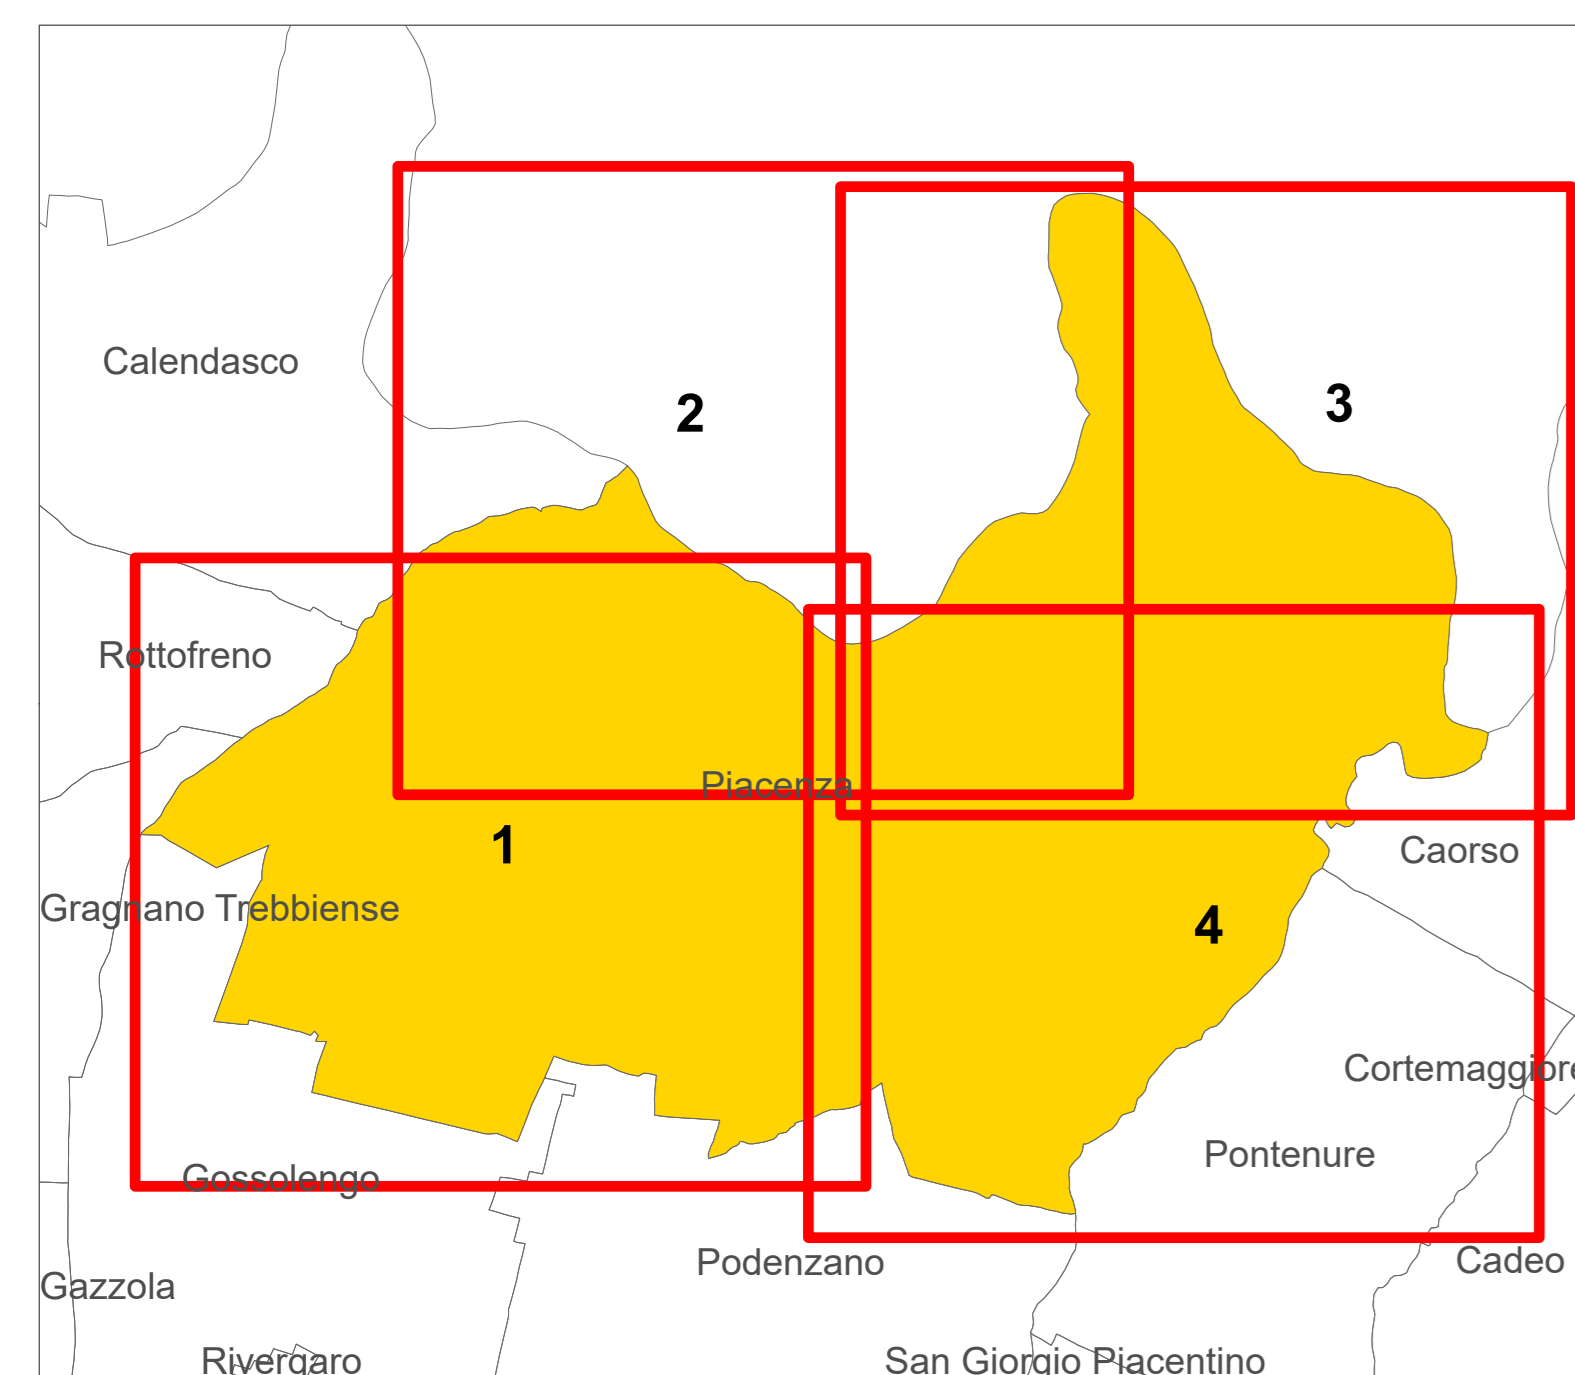 Calendasco
2
3
Rottofreno
Piacenza
1
Caorso
Gragnano Trebbiense
4
Cortemaggiore
Pontenure
Gossolengo
Podenzano
Cadeo
Gazzola
Rivergaro
San Giorgio Piacentino